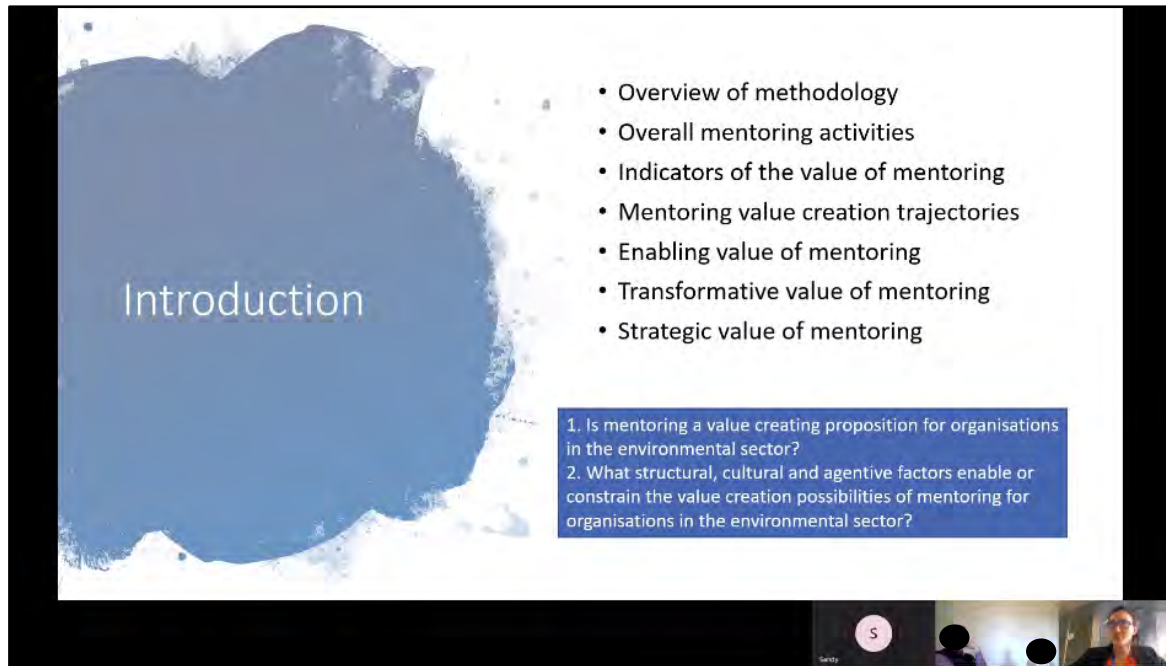 Introduction
• Overview of methodology
• Overall mentoring activities
• Indicators of the value of mentoring
• Mentoring value creation trajectories
• Enabling value of mentoring
• Transformative value of mentoring
• Strategic value of mentoring
1. Is mentoring a value creating proposition for organisations
in the environmental sector?
2. What structural, cultural and agentive factors enable or
constrain the value creation possibilities of mentoring for
organisations in the environmental sector?
S
Sandy